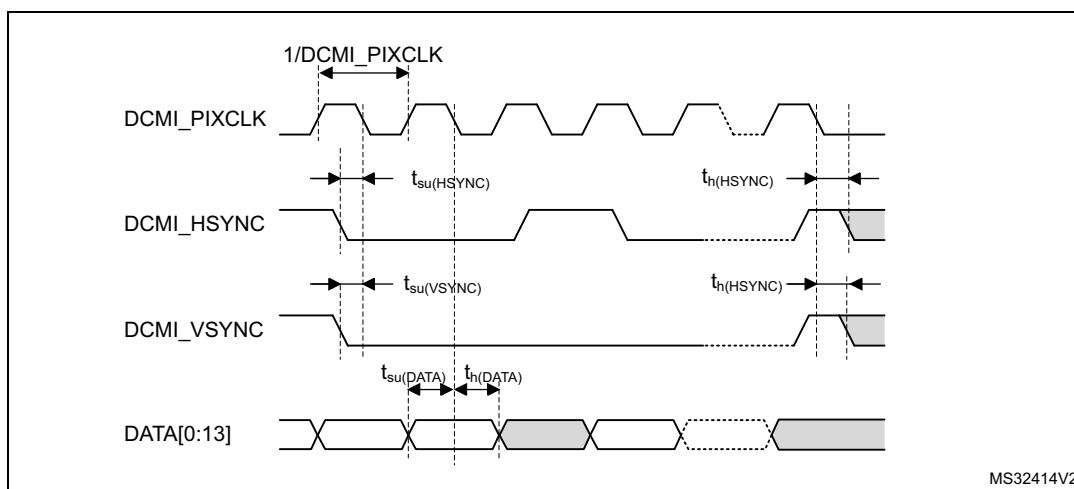 1/DCMI_PIXCLK
DCMI_PIXCLK
tsu(HSYNC)
th(HSYNC)
DCMI_HSYNC
tsu(VSYNC)
th(HSYNC)
DCMI_VSYNC
tsu(DATA) th(DATA)
DATA[0:13]
MS32414V2